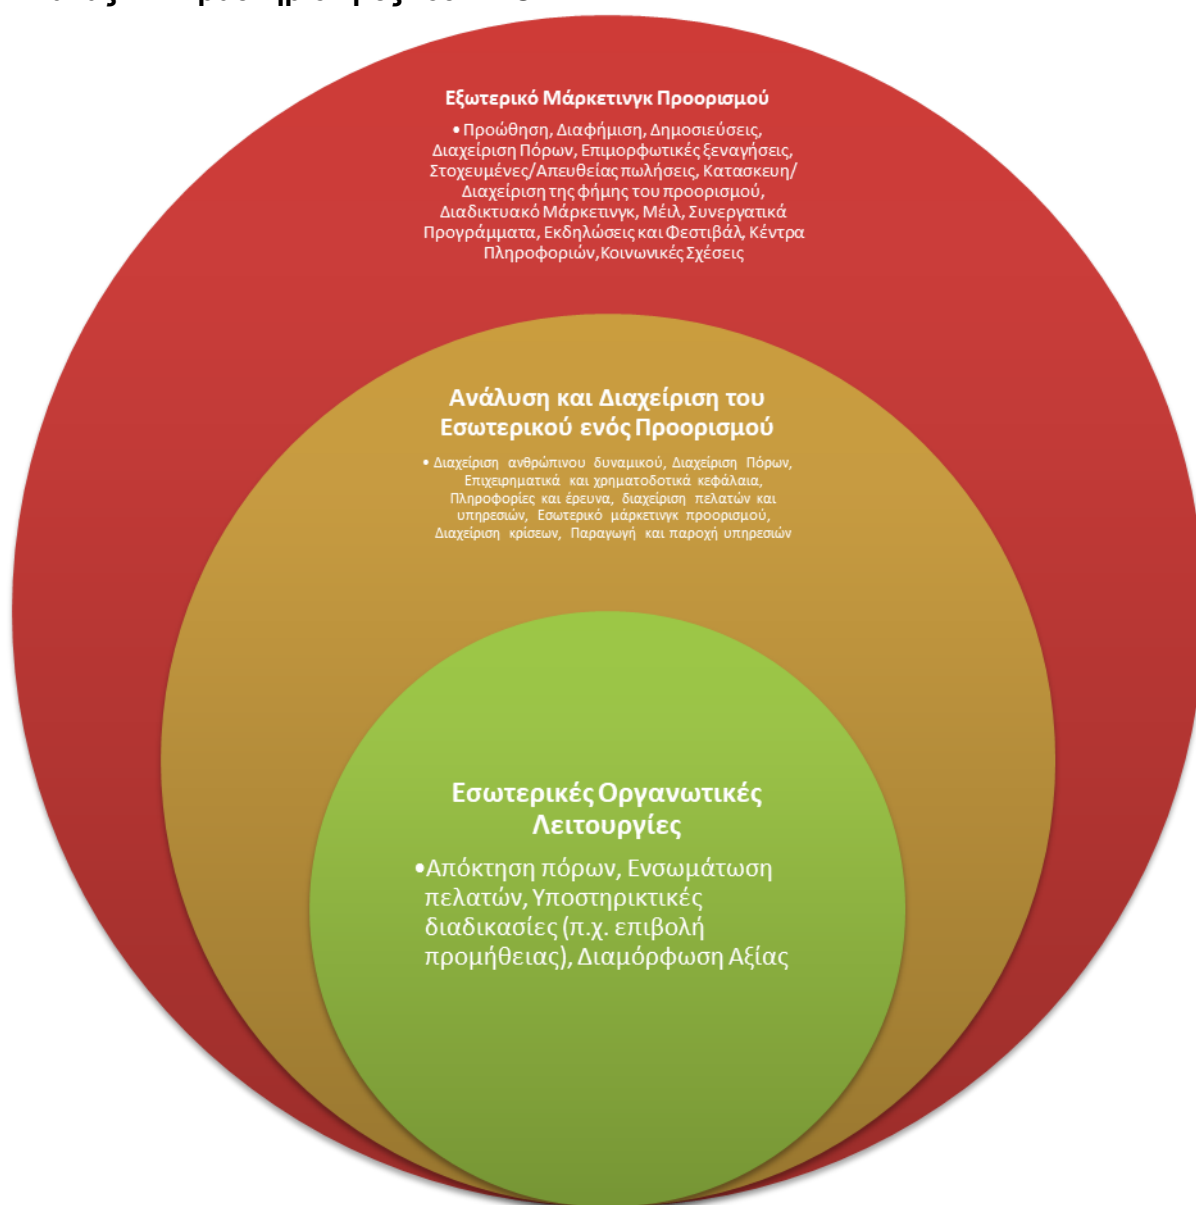 Εξωτερικό Μάρκετινγκ Προορισμού
• Προώθηση, Διαφήμιση, Δημοσιεύσεις,
Διαχείριση Πόρων, Επιμορφωτικές ξεναγήσεις,
Στοχευμένες/Απευθείας πωλήσεις, Κατασκευη/
Διαχείριση της φήμης του προορισμού,
Διαδικτυακό Μάρκετινγκ, Μέιλ, Συνεργατικά
Προγράμματα, Εκδηλώσεις και Φεστιβάλ, Κέντρα
Πληροφοριών,Κοινωνικές Σχέσεις
Ανάλυση και Διαχείριση του
Εσωτερικού ενός Προορισμού
• Διαχείριση ανθρώπινου δυναμικού, Διαχείριση Πόρων,
Επιχειρηματικά και χρηματοδοτικά κεφάλαια,
Πληροφορίες και έρευνα, διαχείριση πελατών και
υπηρεσιών, Εσωτερικό μάρκετινγκ προορισμού,
Διαχείριση κρίσεων, Παραγωγή και παροχή υπηρεσιών
Εσωτερικές Οργανωτικές
Λειτουργίες
•Απόκτηση πόρων, Ενσωμάτωση
πελατών, Υποστηρικτικές
διαδικασίες (π.χ. επιβολή
προμήθειας), Διαμόρφωση Αξίας